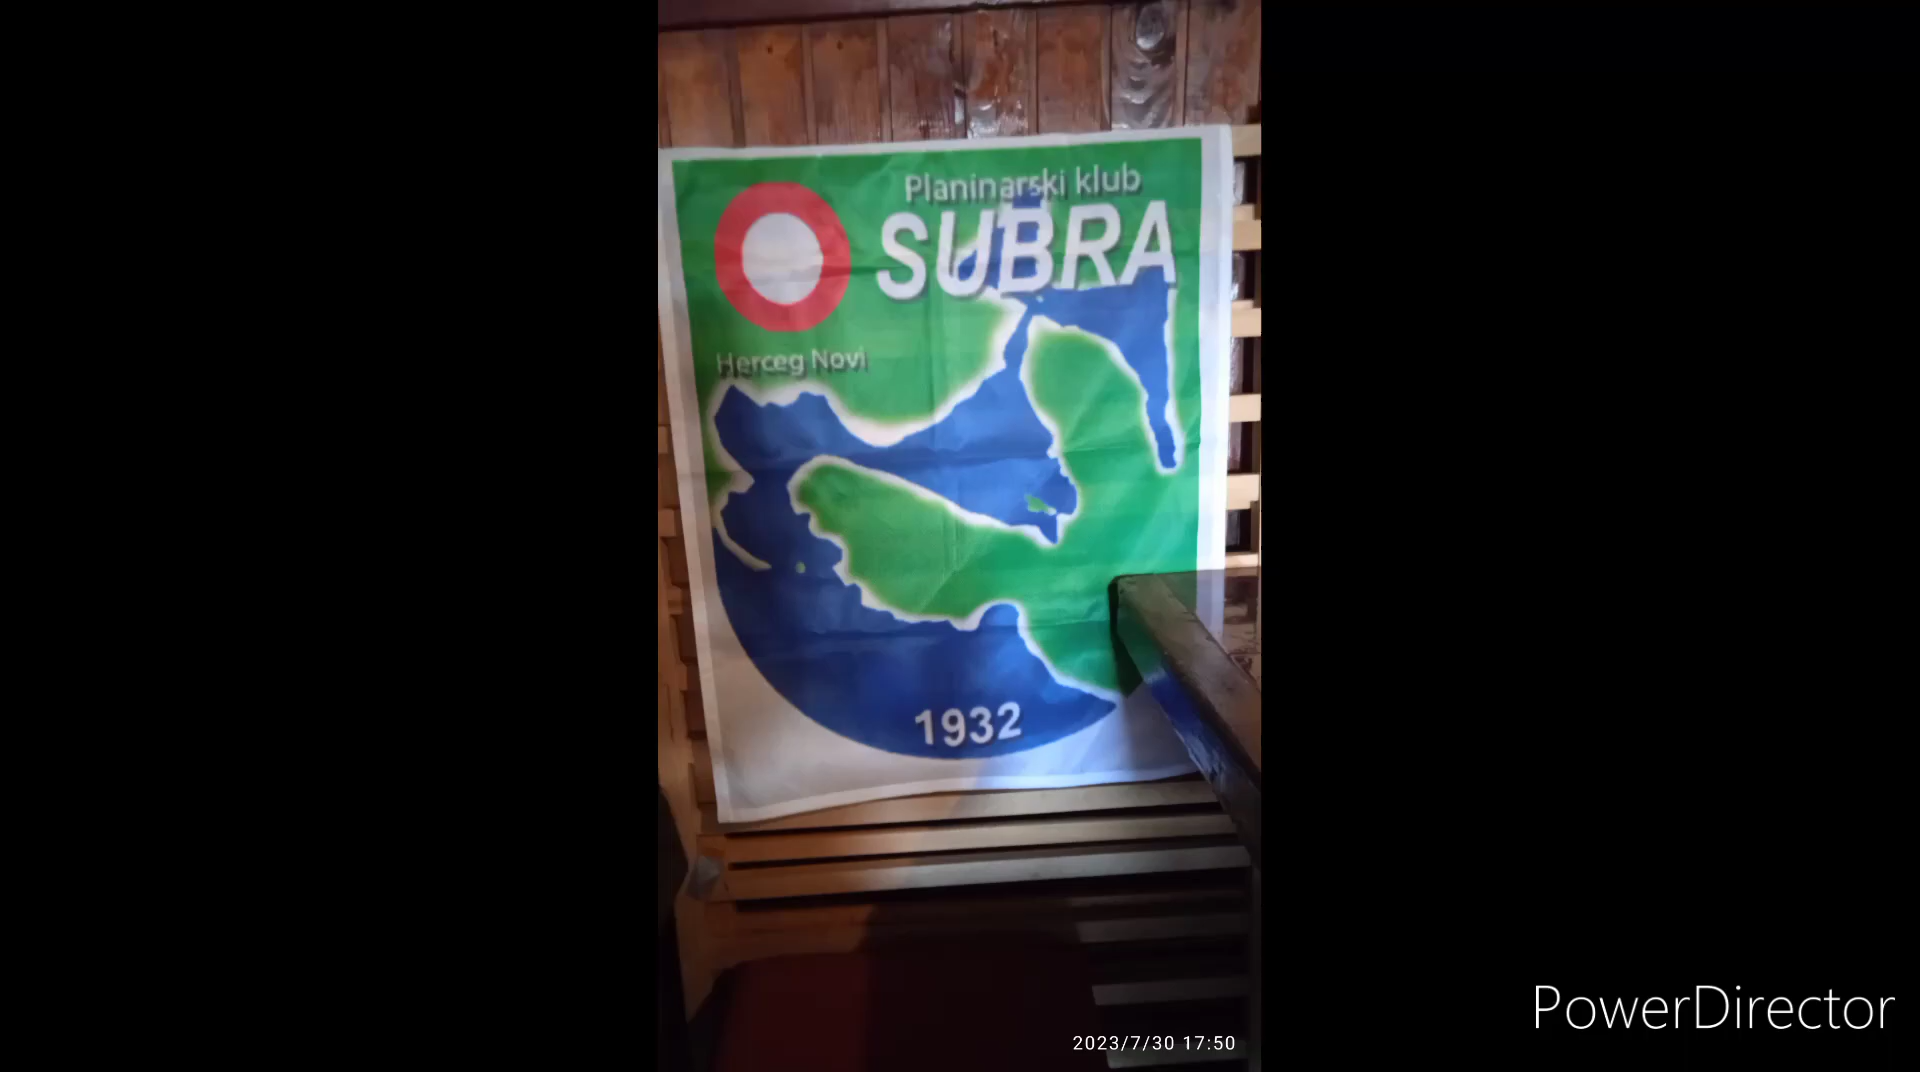 Planinarski klub
SUBRA
Herceg Novi
1932
2023/7/30 17:50
PowerDirector